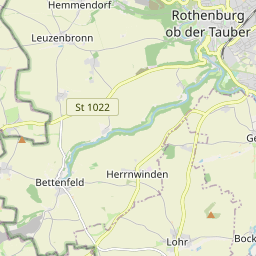 Hemmendorf
Rothenburg
ob der Tauber
Leuzenbronn
St 1022
Herrnwinden
Bettenfeld
Lohr